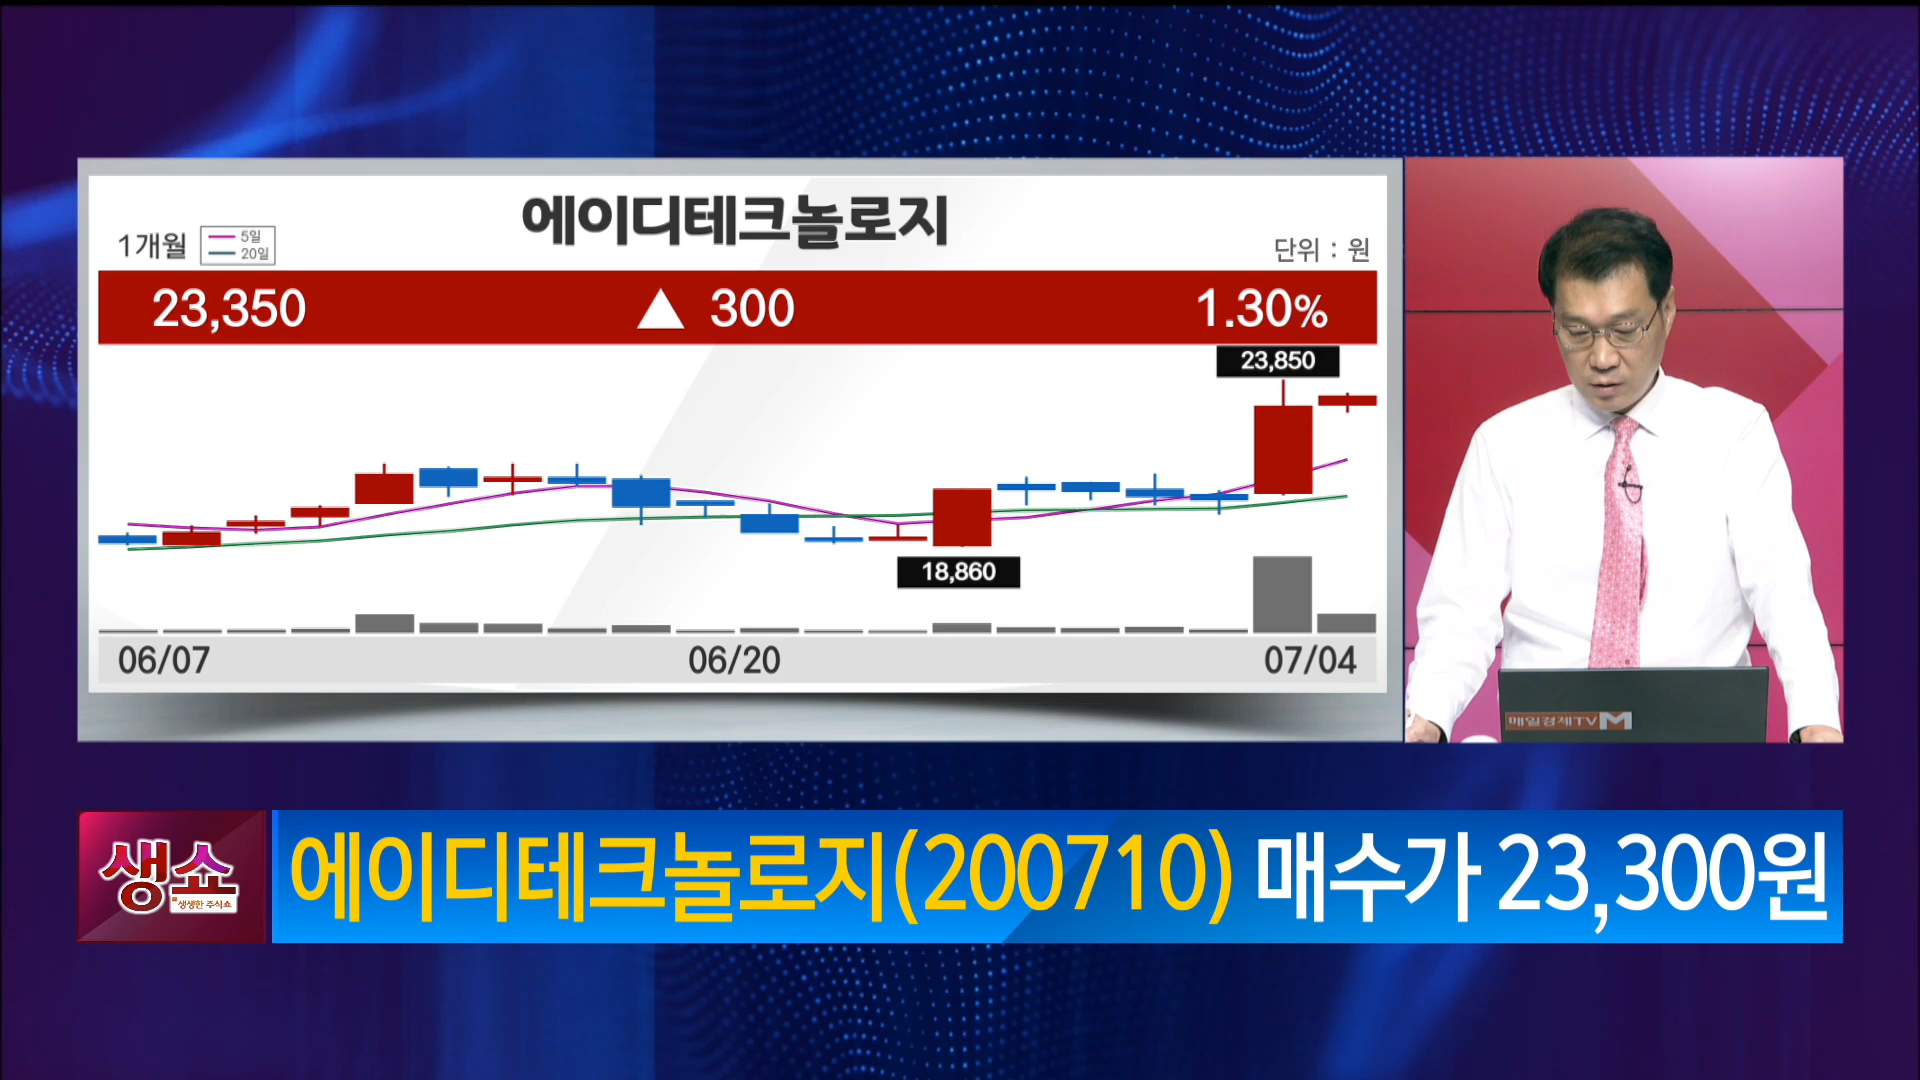 에이디테크놀로지
1개월
5일
20일
단위 : 원
23,350 ▲ 300 1.30%
23,850
18,860
06/07 06/20 07/04
매일경제TV M
생쇼
생생한 주식쇼
에이디테크놀로지(200710) 매수가 23,300원